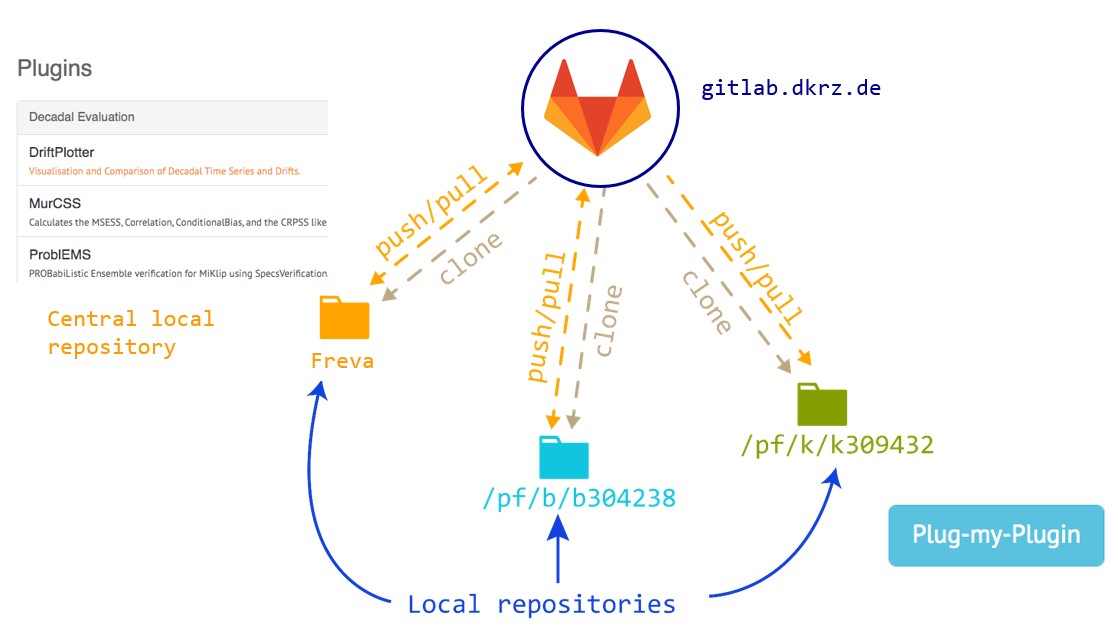 Plugins
Decadal Evaluation
DriftPlotter
Visualisation and Comparison of Decadal Time Series and Drifts.
MurCSS
Calculates the MSESS, Correlation, ConditionalBias, and the CRPSS like
ProblEMS
PROBabiListic Ensemble verification for MiKlip using SpecsVerification
gitlab.dkrz.de
push/pull
clone
push/pull
clone
push/pull
clone
Central local
repository
Freva
/pf/b/b304238
/pf/k/k309432
Plug-my-Plugin
Local repositories